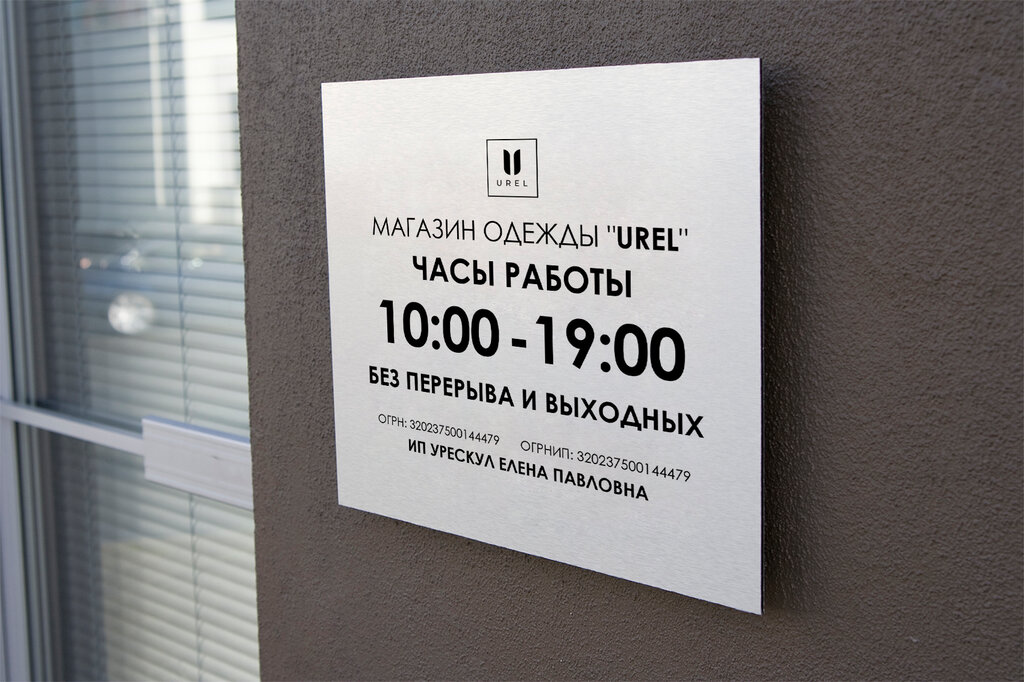 UREL
МАГАЗИН ОДЕЖДЫ "UREL"
ЧАСЫ РАБОТЫ
10:00 - 19:00
БЕЗ ПЕРЕРЫВА И ВЫХОДНЫХ
ОГРН: 320237500144479 ОГРНИП: 320237500144479
ИП УРЕСКУЛ ЕЛЕНА ПАВЛОВНА